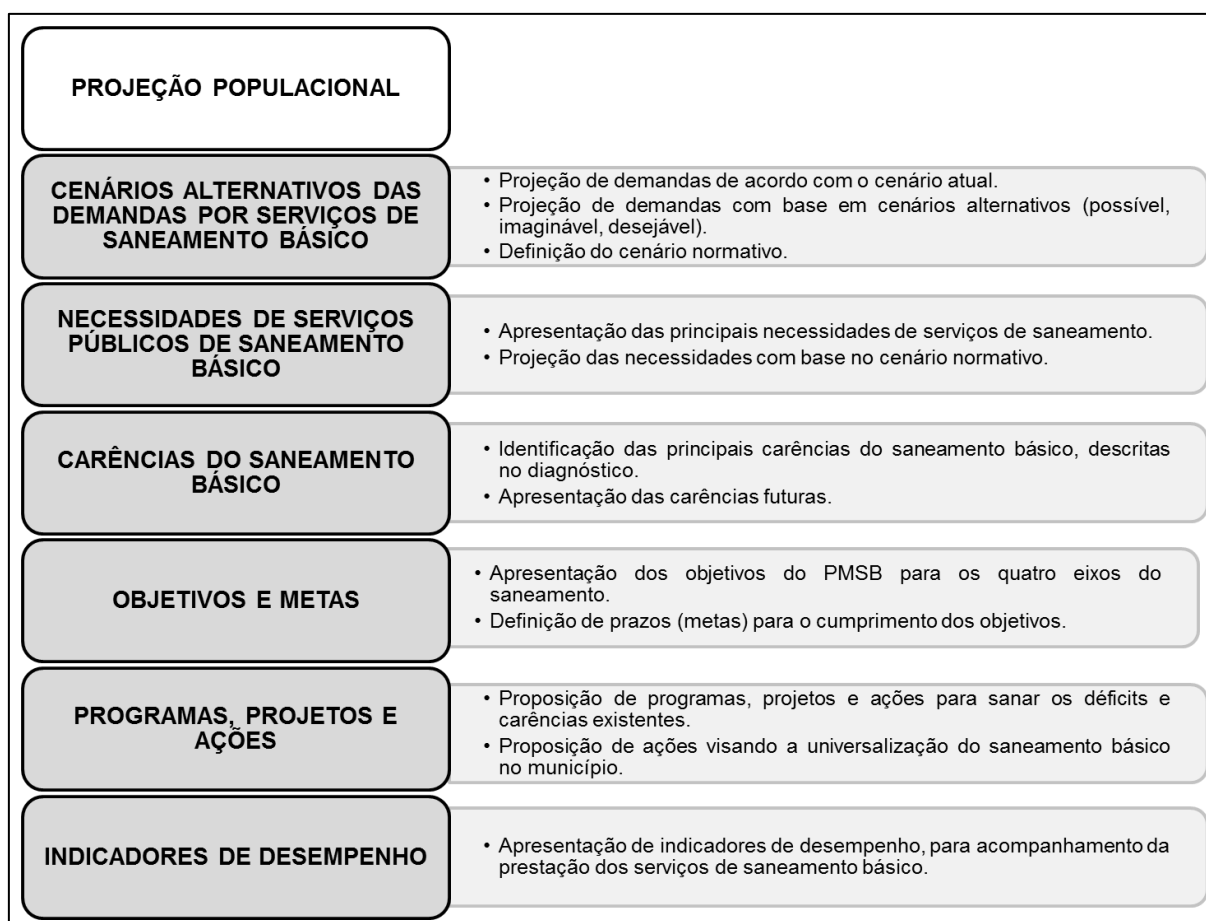 PROJEÇÃO POPULACIONAL
CENÁRIOS ALTERNATIVOS DAS
DEMANDAS POR SERVIÇOS DE
SANEAMENTO BÁSICO
• Projeção de demandas de acordo com o cenário atual.
• Projeção de demandas com base em cenários alternativos (possível,
imaginável, desejável).
• Definição do cenário normativo.
NECESSIDADES DE SERVIÇOS
PÚBLICOS DE SANEAMENTO
BÁSICO
• Apresentação das principais necessidades de serviços de saneamento.
• Projeção das necessidades com base no cenário normativo.
CARÊNCIAS DO SANEAMENTO
BÁSICO
• Identificação das principais carências do saneamento básico, descritas
no diagnóstico.
• Apresentação das carências futuras.
OBJETIVOS E METAS
• Apresentação dos objetivos do PMSB para os quatro eixos do
saneamento.
• Definição de prazos (metas) para o cumprimento dos objetivos.
PROGRAMAS, PROJETOS E
AÇÕES
• Proposição de programas, projetos e ações para sanar os déficits e
carências existentes.
• Proposição de ações visando a universalização do saneamento básico
no município.
INDICADORES DE DESEMPENHO
• Apresentação de indicadores de desempenho, para acompanhamento da
prestação dos serviços de saneamento básico.